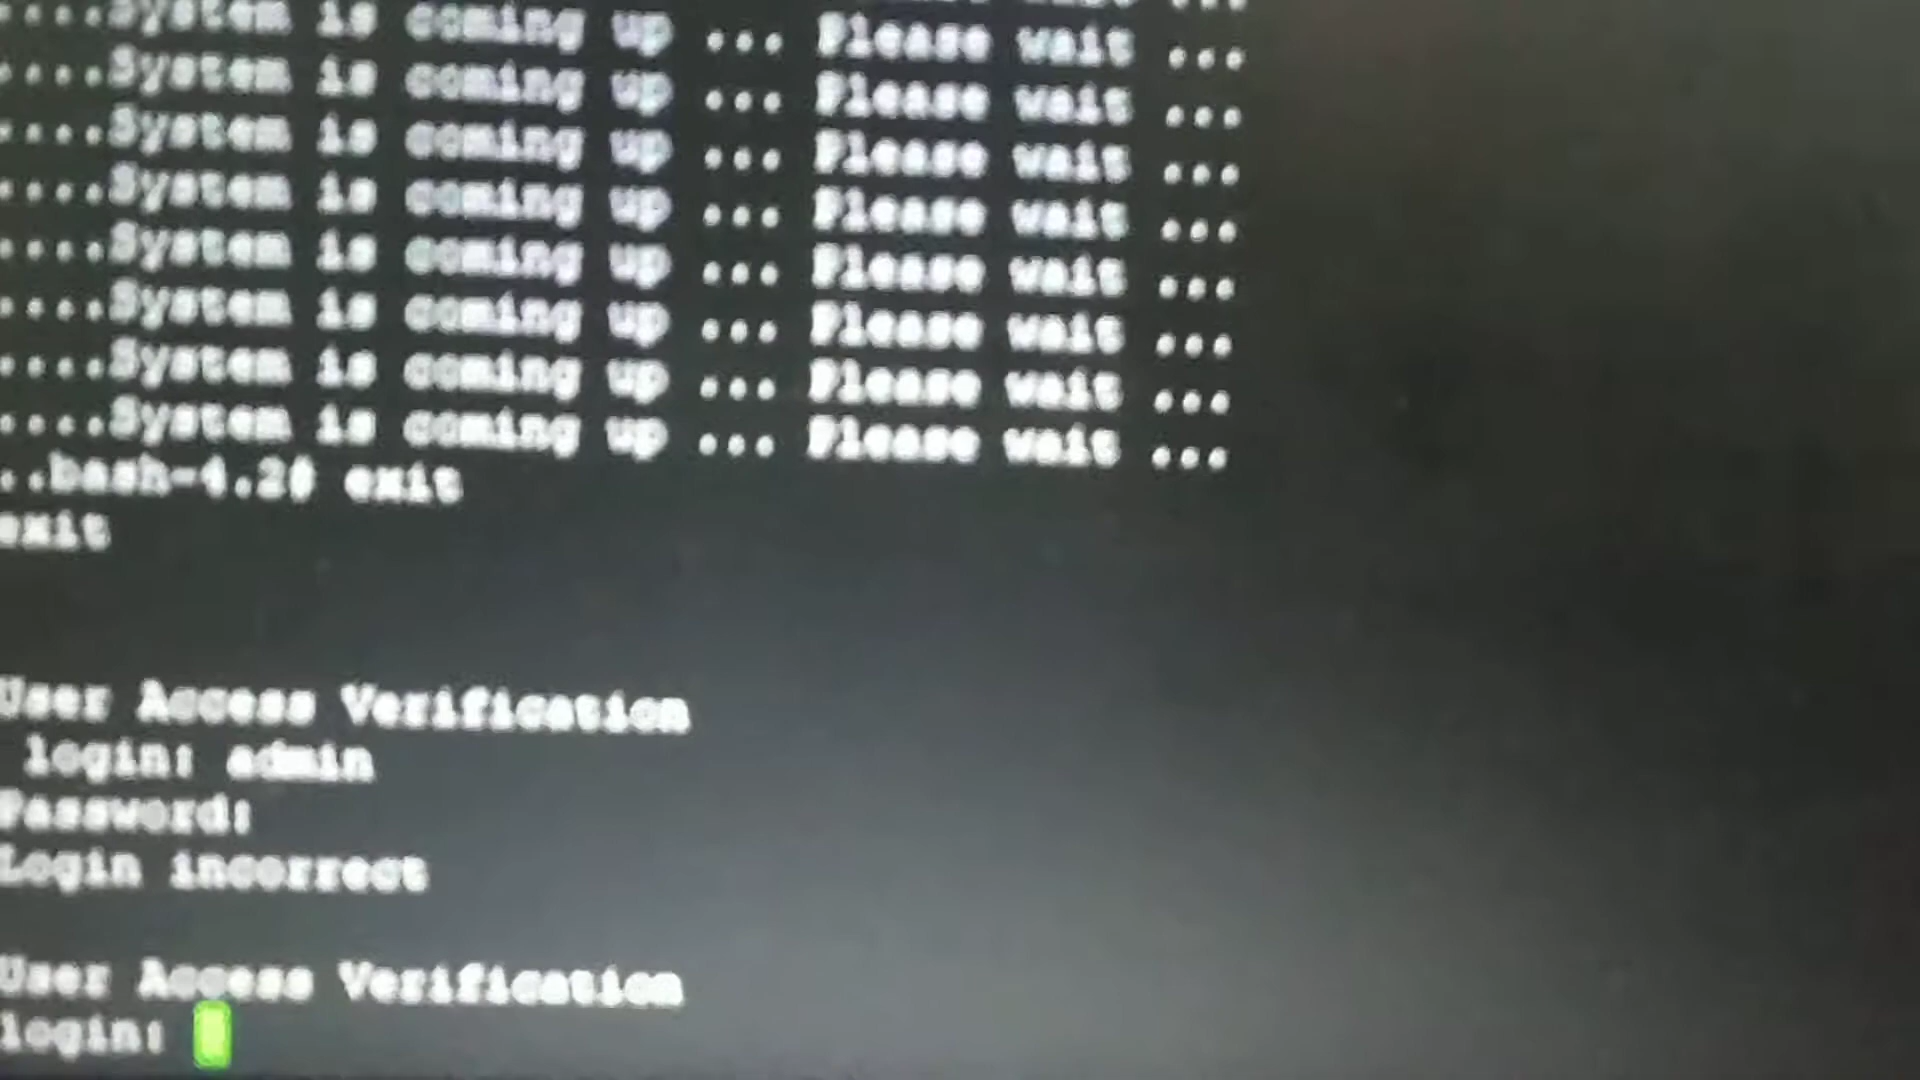 ....System is coming up ... Please wait ...
....System is coming up ... Please wait ...
....System is coming up ... Please wait ...
....System is coming up ... Please wait ...
....System is coming up ... Please wait ...
....System is coming up ... Please wait ...
....System is coming up ... Please wait ...
....System is coming up ... Please wait ...
..bash-4.2# exit
exit
User Access Verification
login: admin
Password:
Login incorrect
User Access Verification
login: